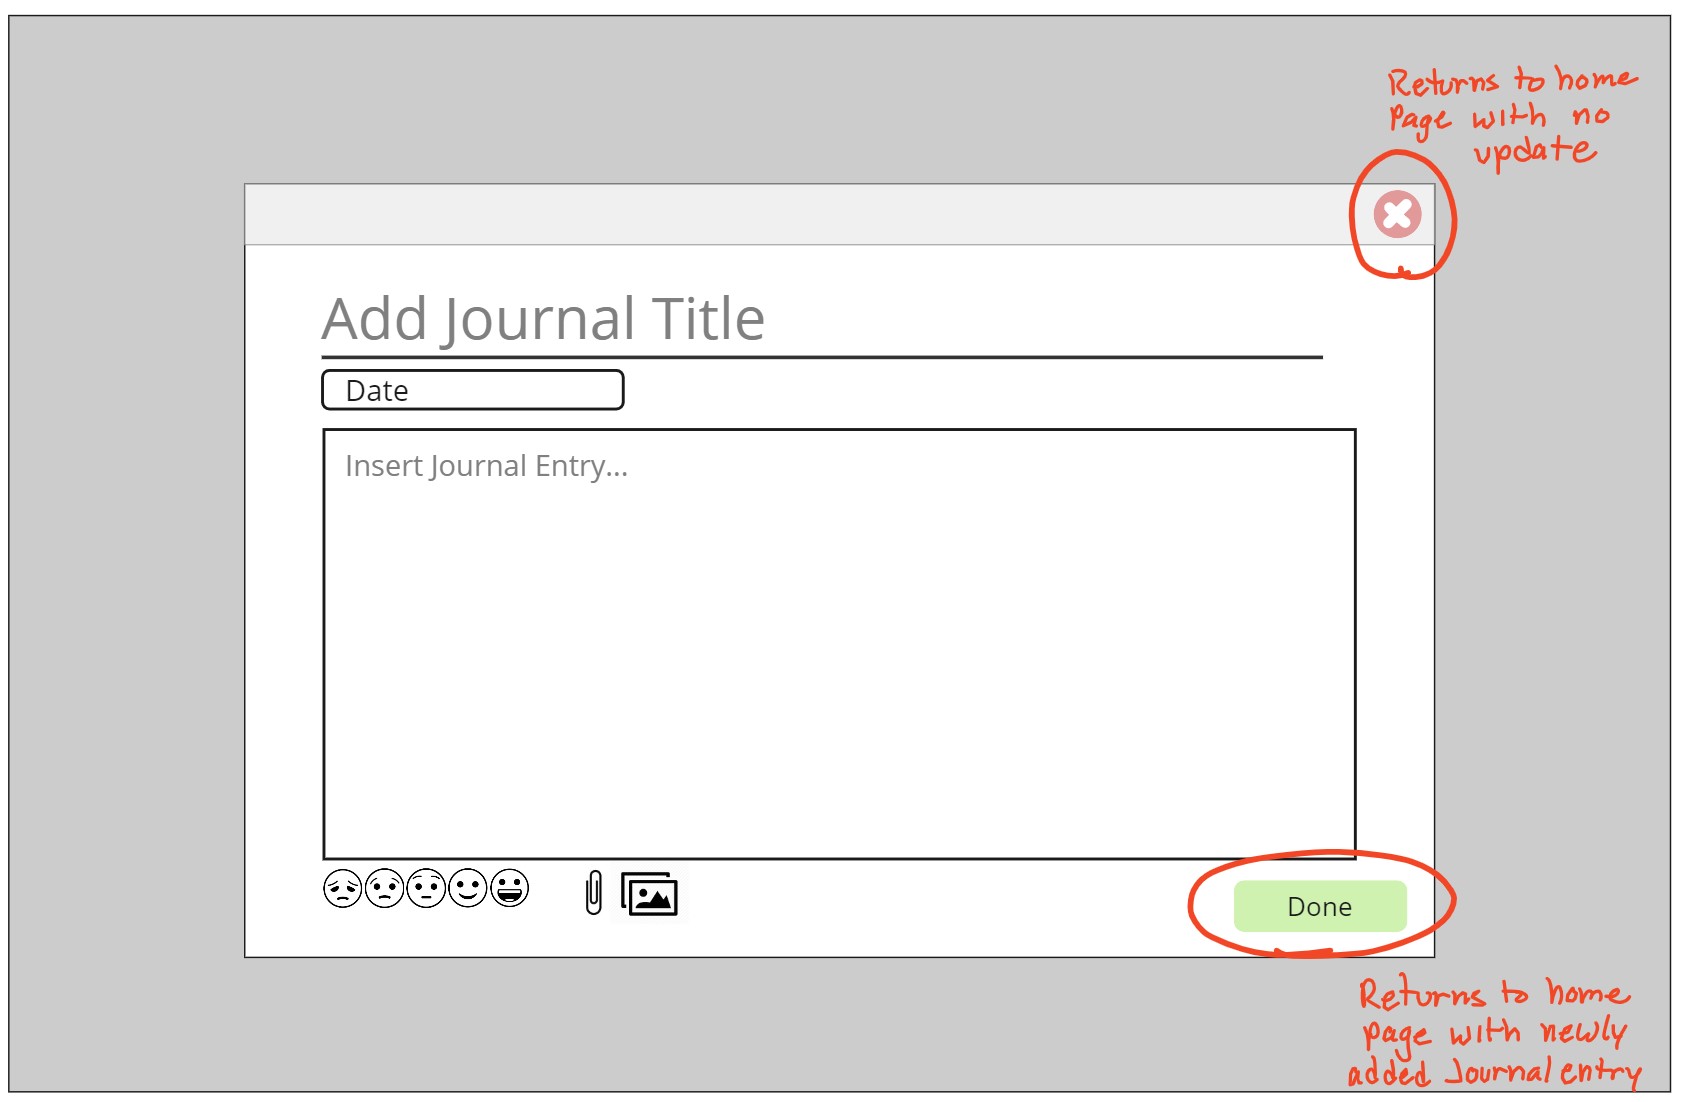 Returns to home
Page with no
update
Add Journal Title
Date
Insert Journal Entry...
Done
Returns to home
page with newly
added Journal entry